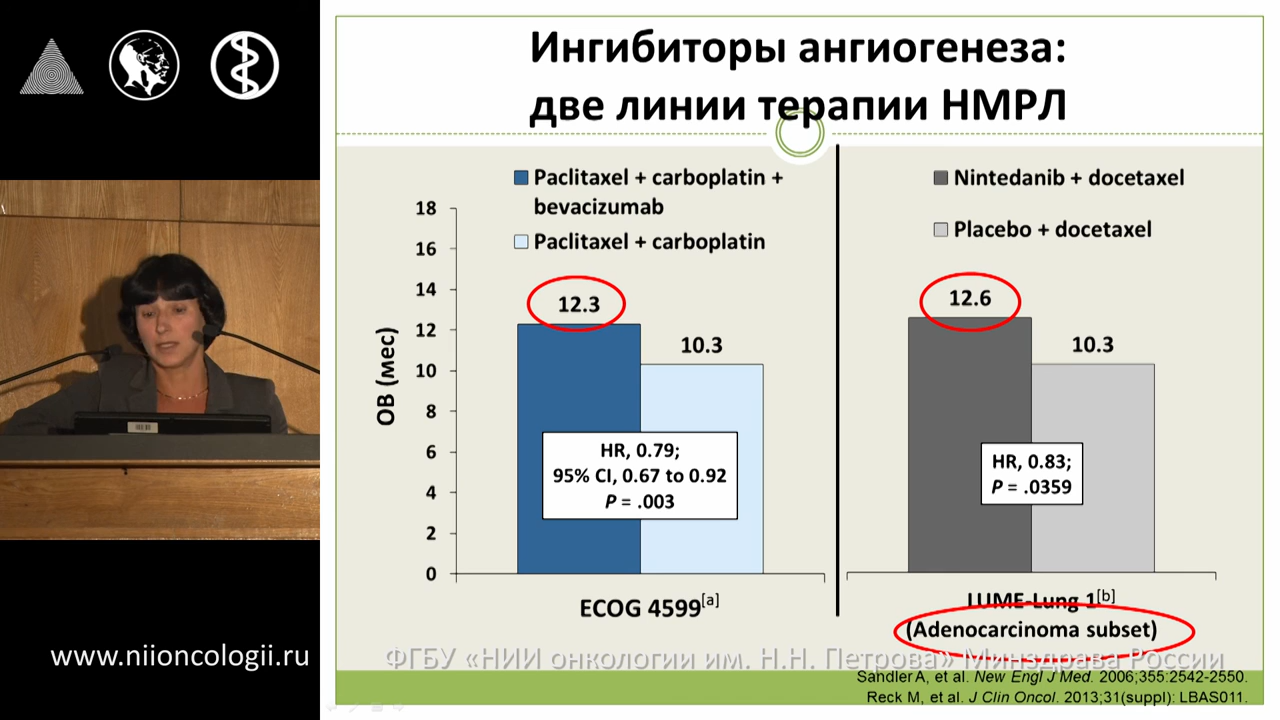 Ингибиторы ангиогенеза:
две линии терапии НМРЛ
Paclitaxel + carboplatin +
bevacizumab
Paclitaxel + carboplatin
ОВ (мес)
18
16
14
12
10
8
6
4
2
0
12.3
10.3
HR, 0.79;
95% CI, 0.67 to 0.92
P = .003
ECOG 4599[a]
Nintedanib + docetaxel
Placebo + docetaxel
12.6
10.3
HR, 0.83;
P = .0359
LUME-Lung 1[b]
(Adenocarcinoma subset)
www.niioncologii.ru
ФГБУ «НИИ онкологии им. Н.Н. Петрова» Минздрава России
Sandler A, et al. New Engl J Med. 2006;355:2542-2550.
Reck M, et al. J Clin Oncol. 2013;31(suppl): LBAS011.